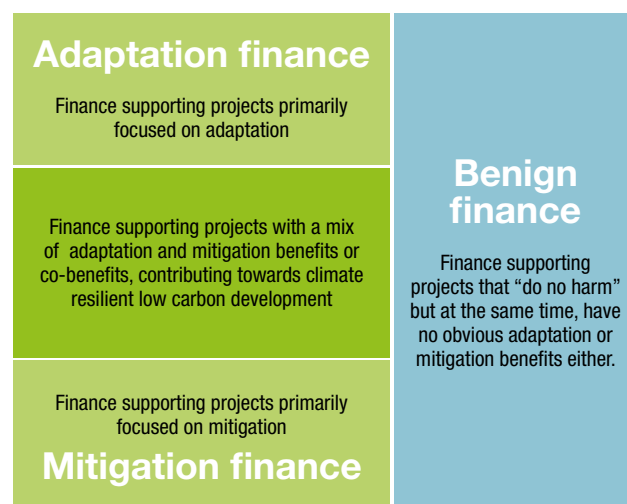 Adaptation finance
Finance supporting projects primarily
focused on adaptation
Finance supporting projects with a mix
of adaptation and mitigation benefits or
co-benefits, contributing towards climate
resilient low carbon development
Finance supporting projects primarily
focused on mitigation
Mitigation finance
Benign
finance
Finance supporting
projects that “do no harm”
but at the same time, have
no obvious adaptation or
mitigation benefits either.